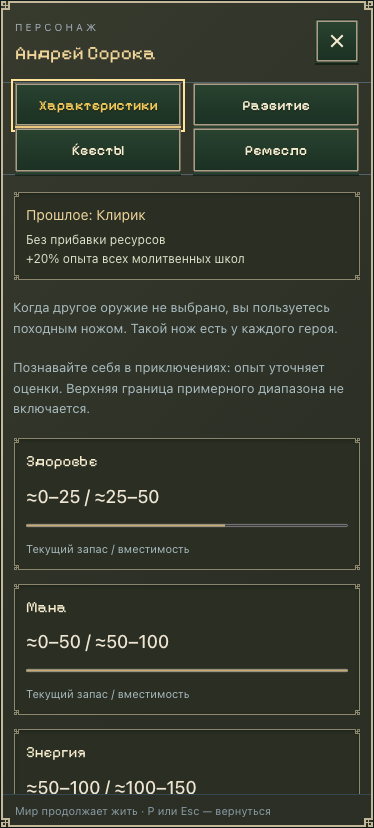 ПЕРСОНАЖ
Андрей Сорока
×
Характеристики
Развитие
Квесты
Ремесло
Прошлое: Клирик
Без прибавки ресурсов
+20% опыта всех молитвенных школ
Когда другое оружие не выбрано, вы пользуетесь
походным ножом. Такой нож есть у каждого героя.
Познавайте себя в приключениях: опыт уточняет
оценки. Верхняя граница примерного диапазона не
включается.
Здоровье
≈0–25 / ≈25–50
Текущий запас / вместимость
Мана
≈0–50 / ≈50–100
Текущий запас / вместимость
Энергия
≈50–100 / ≈100–150
Мир продолжает жить · P или Esc — вернуться